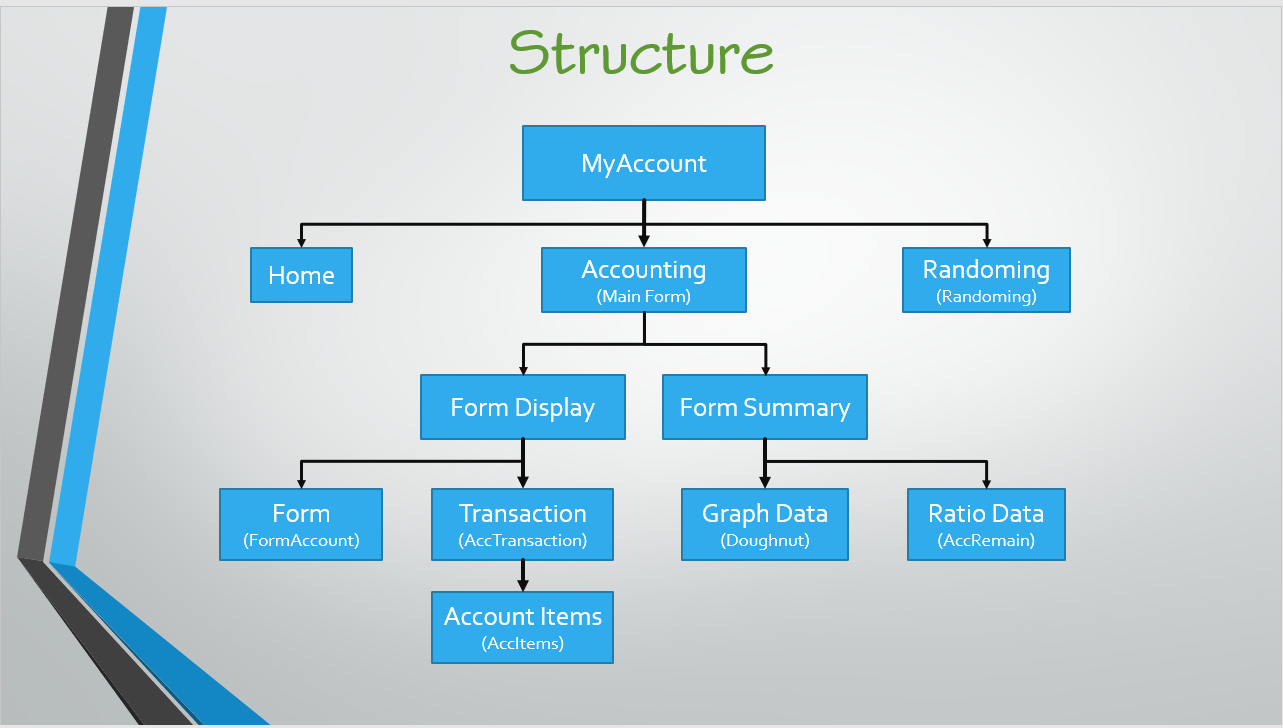 Structure
MyAccount
Home
Accounting
(Main Form)
Randoming
(Randoming)
Form Display
Form Summary
Form
(FormAccount)
Transaction
(AccTransaction)
Graph Data
(Doughnut)
Ratio Data
(AccRemain)
Account Items
(AccItems)